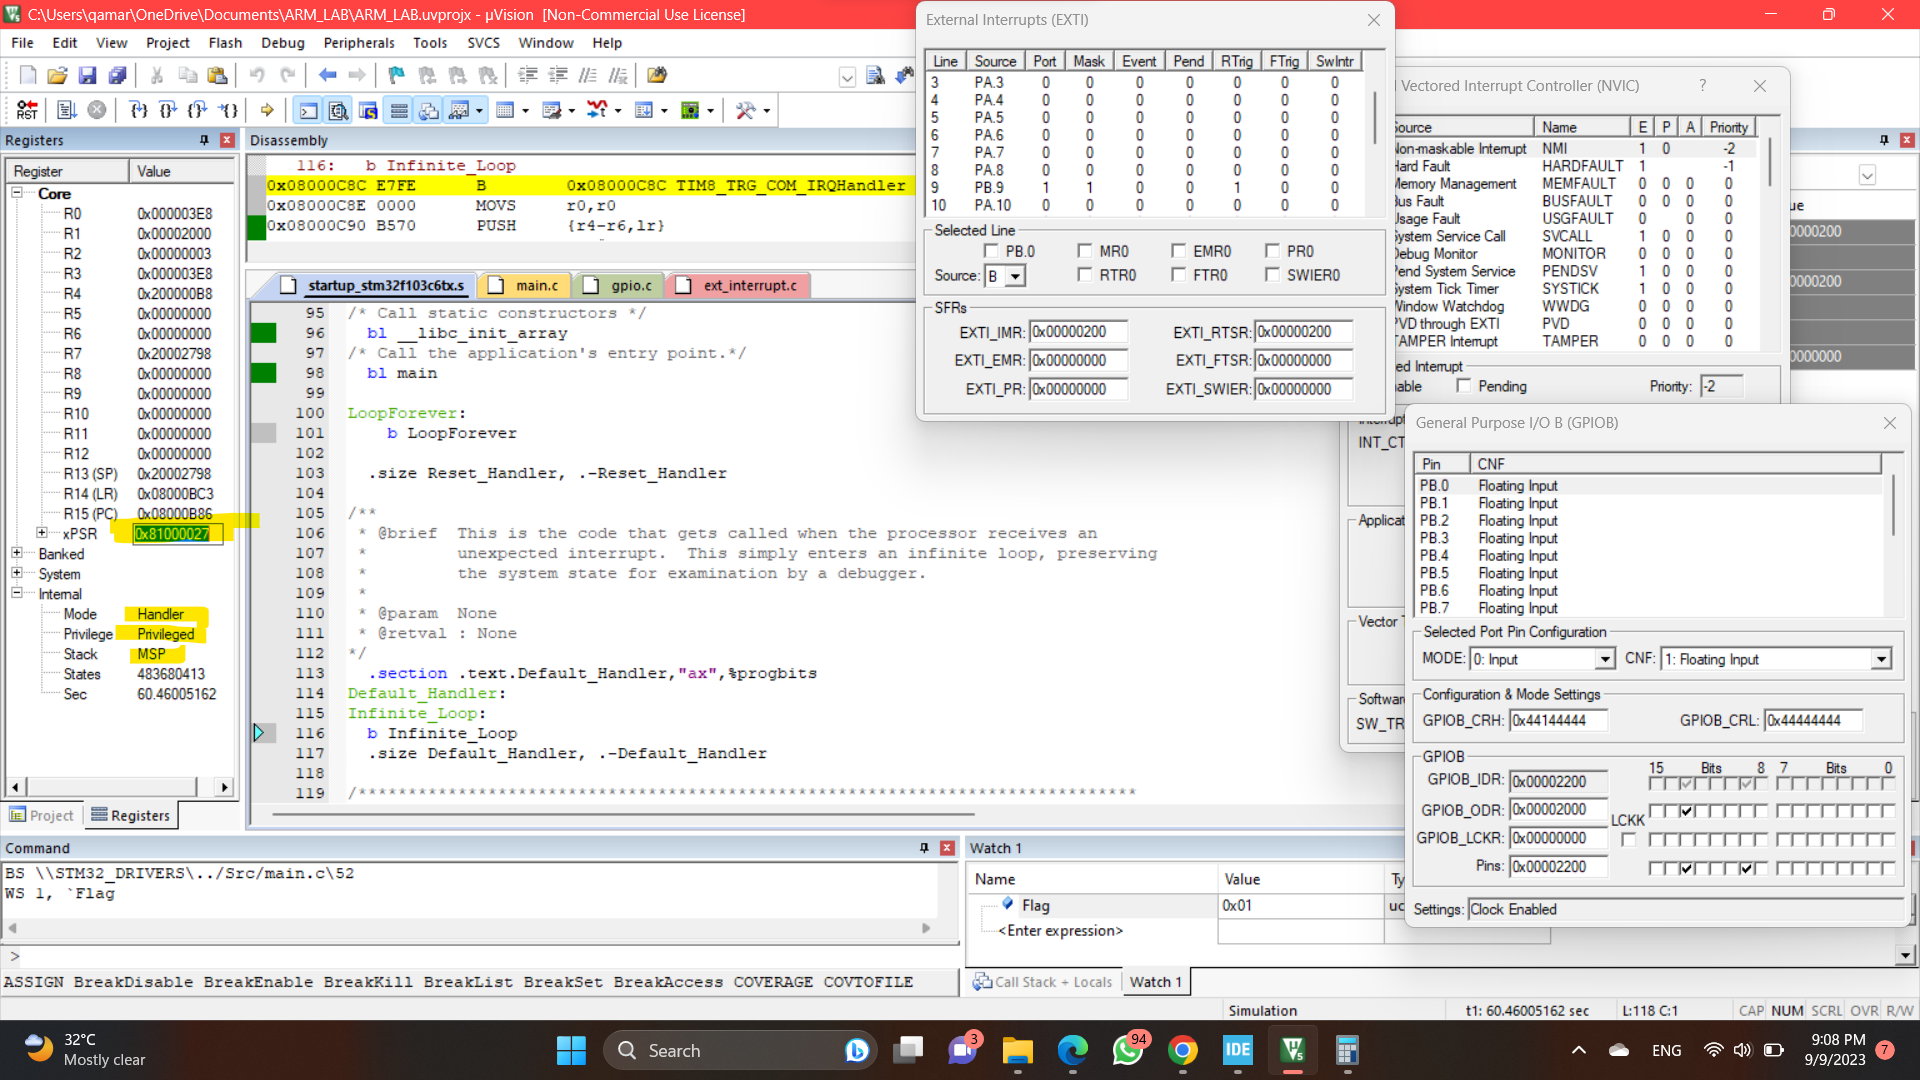 C:\Users\qamar\OneDrive\Documents\ARM_LAB\ARM_LAB.uvprojx - µVision  [Non-Commercial Use License]
File Edit View Project Flash Debug Peripherals Tools SVCS Window Help
RST
Registers
Register Value
Core
R0 0x000003E8
R1 0x00002000
R2 0x00000003
R3 0x000003E8
R4 0x200000B8
R5 0x00000000
R6 0x00000000
R7 0x20002798
R8 0x00000000
R9 0x00000000
R10 0x00000000
R11 0x00000000
R12 0x00000000
R13 (SP) 0x20002798
R14 (LR) 0x08000BC3
R15 (PC) 0x08000B86
xPSR 0x81000027
Banked
System
Internal
Mode Handler
Privilege Privileged
Stack MSP
States 483680413
Sec 60.46005162
Project Registers
Disassembly
116: b Infinite_Loop
0x08000C8C E7FE B 0x08000C8C TIM8_TRG_COM_IRQHandler
0x08000C8E 0000 MOVS r0,r0
0x08000C90 B570 PUSH {r4-r6,lr}
startup_stm32f103c6tx.s main.c gpio.c ext_interrupt.c
95 /* Call static constructors */
96 bl __libc_init_array
97 /* Call the application's entry point.*/
98 bl main
99
100 LoopForever:
101 b LoopForever
102
103 .size Reset_Handler, .-Reset_Handler
104
105 /**
106 * @brief  This is the code that gets called when the processor receives an
107 * unexpected interrupt.  This simply enters an infinite loop, preserving
108 * the system state for examination by a debugger.
109 *
110 * @param  None
111 * @retval : None
112 */
113 .section .text.Default_Handler,"ax",%progbits
114 Default_Handler:
115 Infinite_Loop:
116 b Infinite_Loop
117 .size Default_Handler, .-Default_Handler
118
119 /******************************************************************************
External Interrupts (EXTI)
Line Source Port Mask Event Pend RTrig FTrig SwIntr
3 PA.3 0 0 0 0 0 0 0
4 PA.4 0 0 0 0 0 0 0
5 PA.5 0 0 0 0 0 0 0
6 PA.6 0 0 0 0 0 0 0
7 PA.7 0 0 0 0 0 0 0
8 PA.8 0 0 0 0 0 0 0
9 PB.9 1 1 0 0 1 0 0
10 PA.10 0 0 0 0 0 0 0
Selected Line
PB.0 MR0 EMR0 PR0
Source: B RTR0 FTR0 SWIER0
SFRs
EXTI_IMR: 0x00000200 EXTI_RTSR: 0x00000200
EXTI_EMR: 0x00000000 EXTI_FTSR: 0x00000000
EXTI_PR: 0x00000000 EXTI_SWIER: 0x00000000
Vectored Interrupt Controller (NVIC) ?
ource Name E P A Priority
Non-maskable Interrupt NMI 1 0 -2
Hard Fault HARDFAULT 1 -1
Memory Management MEMFAULT 0 0 0 0
Bus Fault BUSFAULT 0 0 0 0
Usage Fault USGFAULT 0 0 0 0
System Service Call SVCALL 1 0 0 0
Debug Monitor MONITOR 0 0 0 0
Pend System Service PENDSV 1 0 0 0
System Tick Timer SYSTICK 1 0 0 0
Window Watchdog WWDG 0 0 0 0
PVD through EXTI PVD 0 0 0 0
TAMPER Interrupt TAMPER 0 0 0 0
ed Interrupt
able Pending Priority: -2
INT_CT
Applicat
Vector T
Software
SW_TR
ue
0000200
0000200
0000000
General Purpose I/O B (GPIOB)
Pin CNF
PB.0 Floating Input
PB.1 Floating Input
PB.2 Floating Input
PB.3 Floating Input
PB.4 Floating Input
PB.5 Floating Input
PB.6 Floating Input
PB.7 Floating Input
Selected Port Pin Configuration
MODE: 0: Input CNF: 1: Floating Input
Configuration & Mode Settings
GPIOB_CRH: 0x44144444 GPIOB_CRL: 0x44444444
GPIOB
15 Bits 8 7 Bits 0
GPIOB_IDR: 0x00002200
GPIOB_ODR: 0x00002000
LCKK
GPIOB_LCKR: 0x00000000
Pins: 0x00002200
Settings: Clock Enabled
Command
BS \\STM32_DRIVERS\../Src/main.c\52
WS 1, `Flag
>
ASSIGN BreakDisable BreakEnable BreakKill BreakList BreakSet BreakAccess COVERAGE COVTOFILE
Watch 1
Name Value Ty
Flag 0x01 uc
<Enter expression>
Call Stack + Locals Watch 1
Simulation t1: 60.46005162 sec L:118 C:1 CAP NUM SCRL OVR R/W
32°C
Mostly clear
Search
3
94
IDE
ENG
9:08 PM
9/9/2023
7